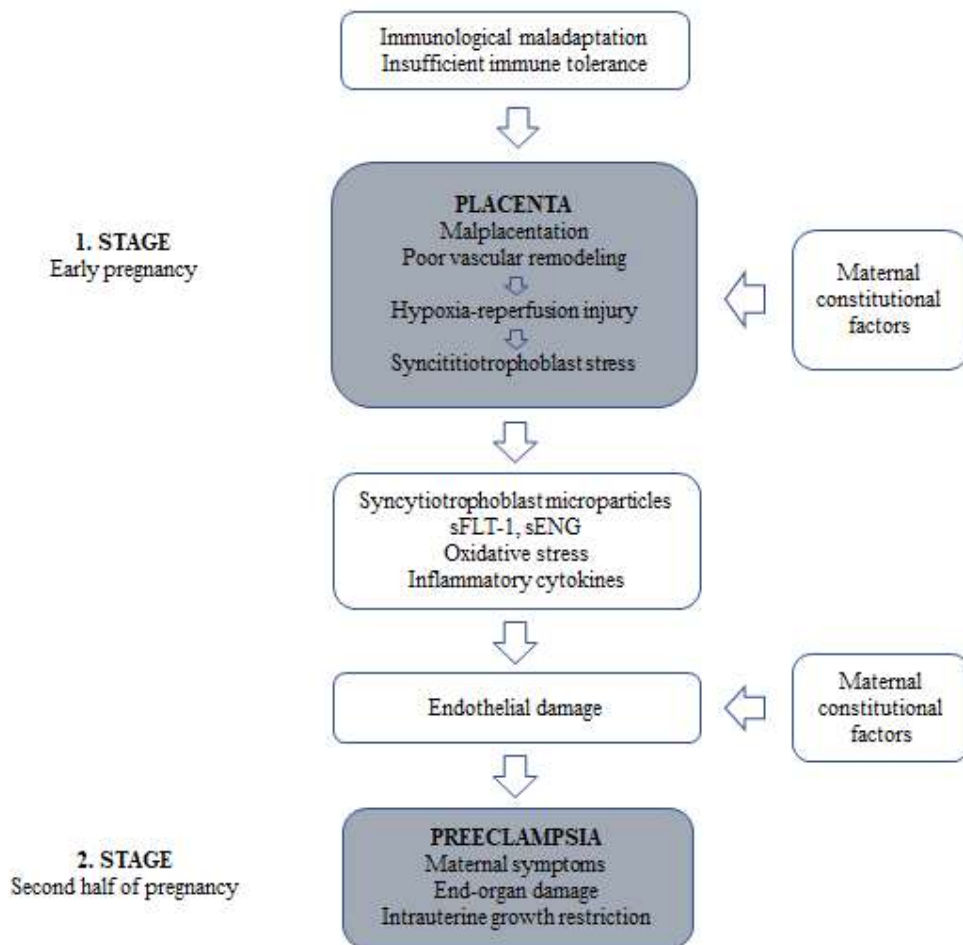 Immunological maladaptation
Insufficient immune tolerance
PLACENTA
Malplacentation
Poor vascular remodeling
Hypoxia-reperfusion injury
Syncititiotrophoblast stress
1. STAGE
Early pregnancy
Maternal
constitutional
factors
Syncytiotrophoblast microparticles
sFLT-1, sENG
Oxidative stress
Inflammatory cytokines
Endothelial damage
Maternal
constitutional
factors
2. STAGE
Second half of pregnancy
PREECLAMPSIA
Maternal symptoms
End-organ damage
Intrauterine growth restriction